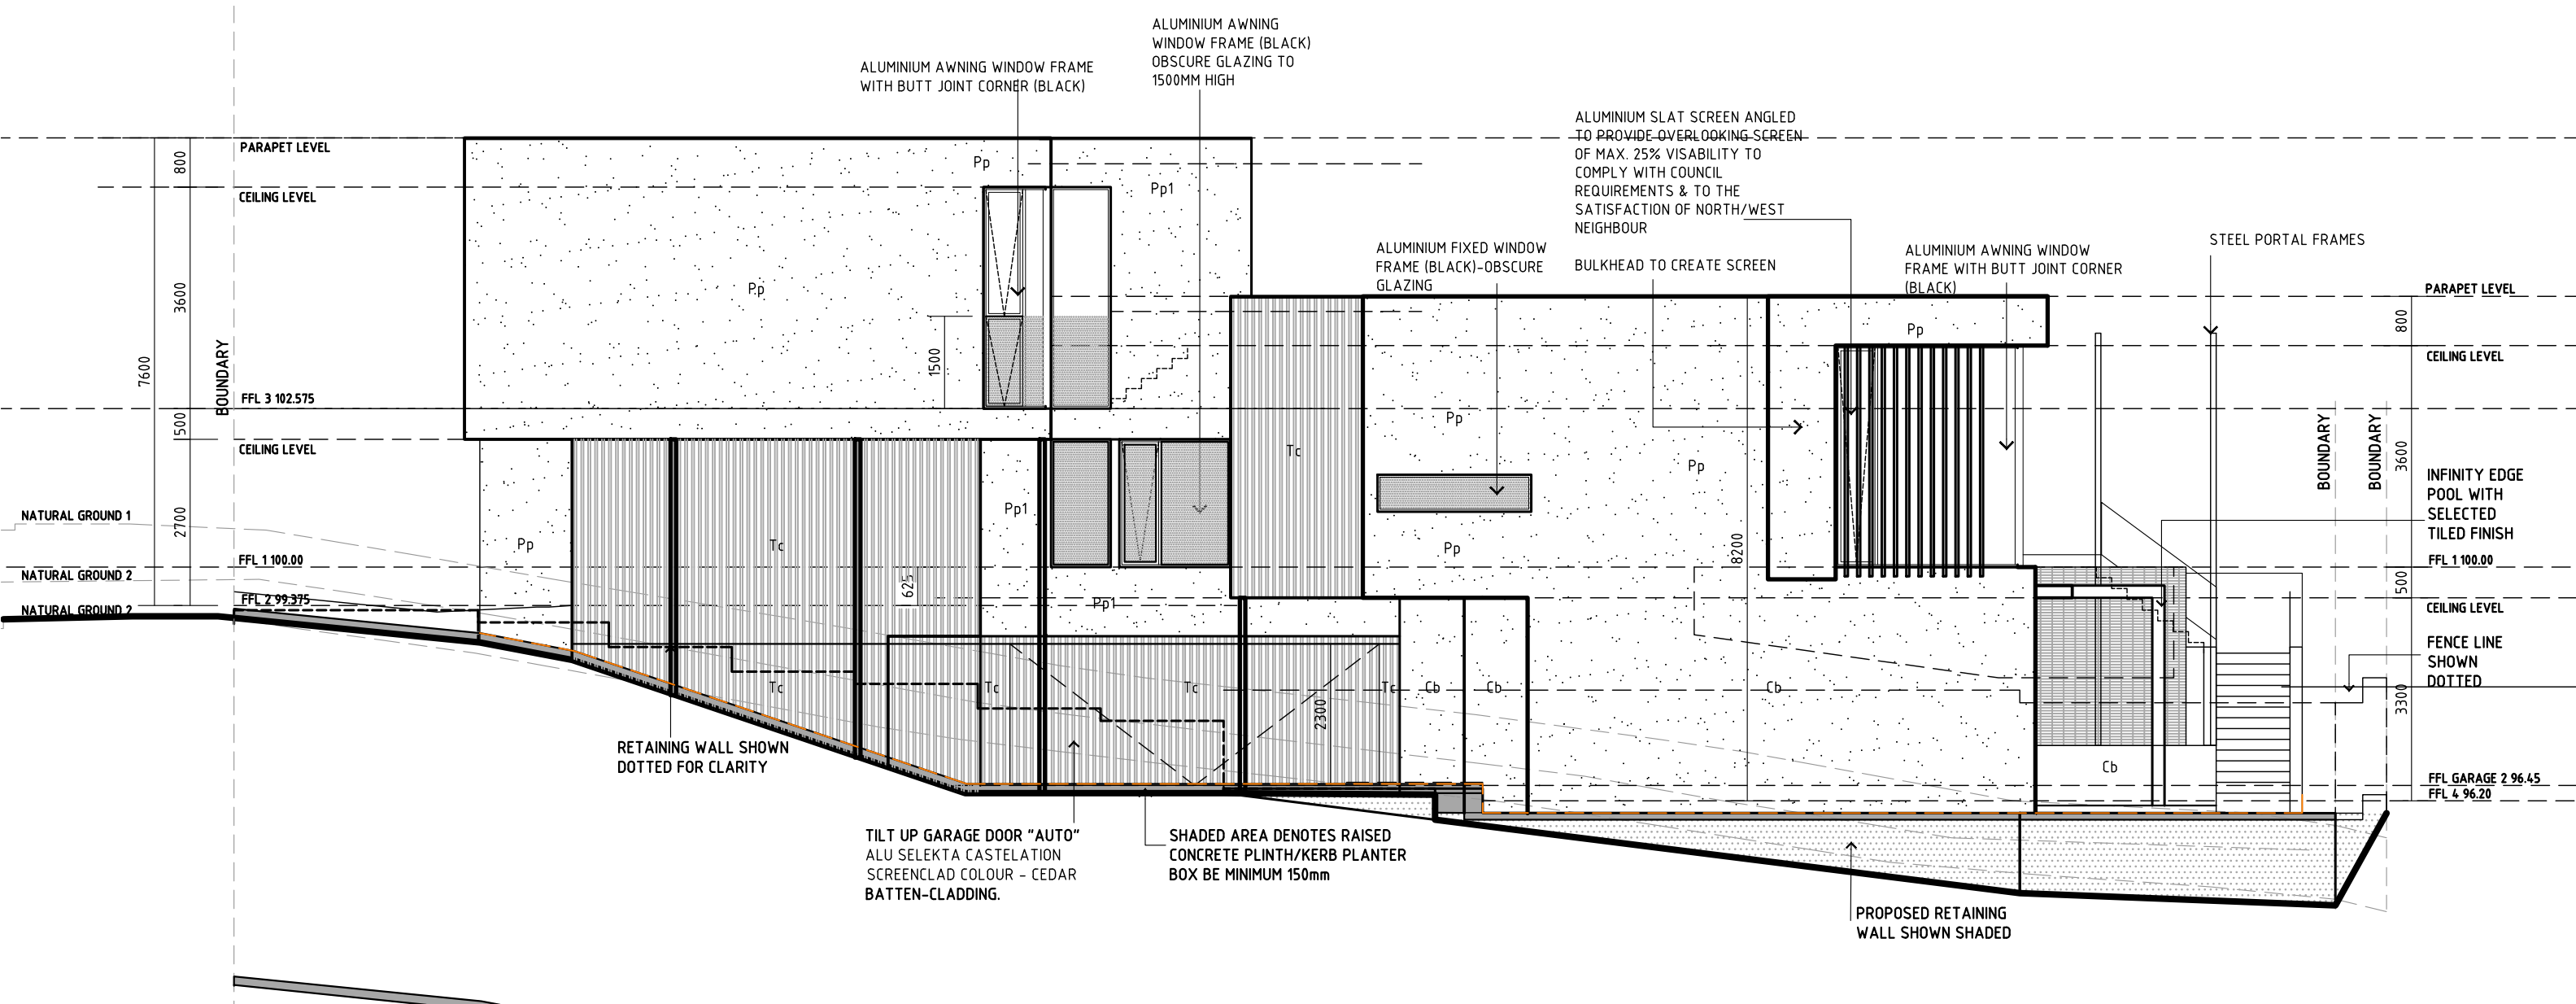 ALUMINIUM AWNING
WINDOW FRAME (BLACK)
OBSCURE GLAZING TO
1500MM HIGH
ALUMINIUM AWNING WINDOW FRAME
WITH BUTT JOINT CORNER (BLACK)
ALUMINIUM SLAT SCREEN ANGLED
TO PROVIDE OVERLOOKING SCREEN
OF MAX. 25% VISABILITY TO
COMPLY WITH COUNCIL
REQUIREMENTS & TO THE
SATISFACTION OF NORTH/WEST
NEIGHBOUR
ALUMINIUM FIXED WINDOW
FRAME (BLACK)-OBSCURE
GLAZING
BULKHEAD TO CREATE SCREEN
ALUMINIUM AWNING WINDOW
FRAME WITH BUTT JOINT CORNER
(BLACK)
STEEL PORTAL FRAMES
PARAPET LEVEL
CEILING LEVEL
800
3600
7600
1500
2700
BOUNDARY
FFL 3 102.575
CEILING LEVEL
NATURAL GROUND 1
FFL 1 100.00
NATURAL GROUND 2
FFL 2 99.375
NATURAL GROUND 2
Pp
Pp1
Pp
1500
Pp
Tc
625
Pp1
Pp1
Tc
Tc
Tc
Tc
Tc
2300
Cb
Cb
Pp
Pp
Pp
Pp
8200
Cb
Cb
PARAPET LEVEL
800
CEILING LEVEL
3600
BOUNDARY
BOUNDARY
INFINITY EDGE
POOL WITH
SELECTED
TILED FINISH
FFL 1 100.00
500
CEILING LEVEL
FENCE LINE
SHOWN
DOTTED
3300
FFL GARAGE 2 96.45
FFL 4 96.20
RETAINING WALL SHOWN
DOTTED FOR CLARITY
TILT UP GARAGE DOOR "AUTO"
ALU SELEKTA CASTELATION
SCREENCLAD COLOUR - CEDAR
BATTEN-CLADDING.
SHADED AREA DENOTES RAISED
CONCRETE PLINTH/KERB PLANTER
BOX BE MINIMUM 150mm
PROPOSED RETAINING
WALL SHOWN SHADED